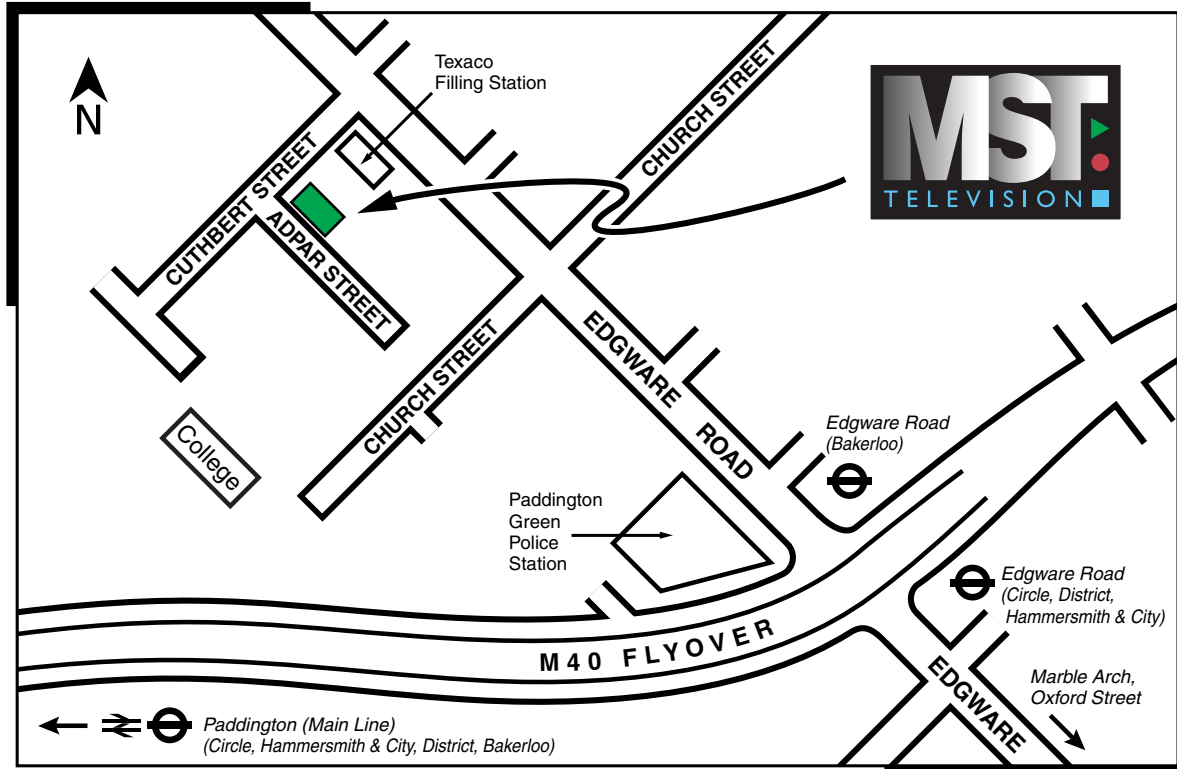 Texaco
Filling Station
N
CHURCH STREET
MST
TELEVISION
CUTHBERT STREET
ADPAR STREET
EDGWARE ROAD
CHURCH STREET
College
Edgware Road
(Bakerloo)
Paddington
Green
Police
Station
Edgware Road
(Circle, District,
Hammersmith & City)
M40 FLYOVER
EDGWARE
Marble Arch,
Oxford Street
Paddington (Main Line)
(Circle, Hammersmith & City, District, Bakerloo)